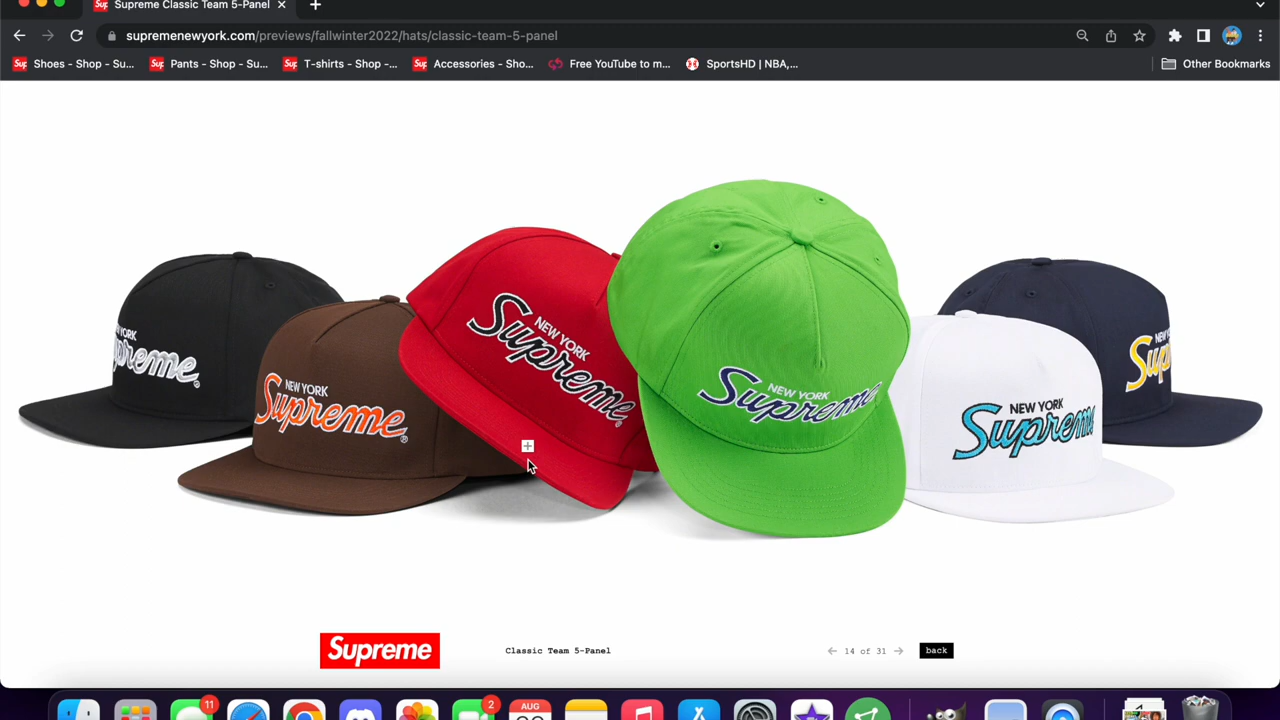 Supreme Classic Team 5-Panel
supremenewyork.com/previews/fallwinter2022/hats/classic-team-5-panel
Shoes - Shop - Su...
Pants - Shop - Su...
T-shirts - Shop -...
Accessories - Sho...
Free YouTube to m...
SportsHD | NBA,...
Other Bookmarks
YORK
preme
NEW YORK
Supreme
NEW YORK
Supreme
NEW YORK
Supreme
NEW YORK
Supreme
NEW YORK
Sup
Supreme
Classic Team 5-Panel
14 of 31
back
11
2
AUG